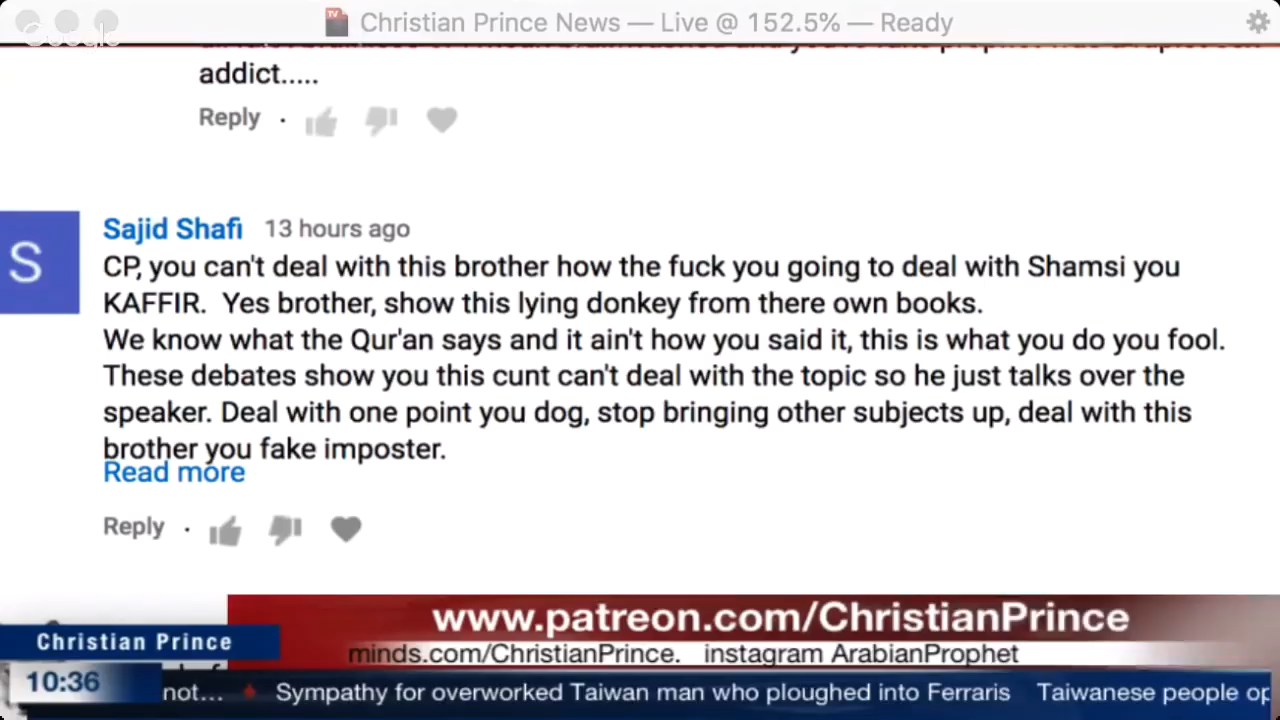 Christian Prince News — Live @ 152.5% — Ready
Google
addict.....
Reply
Sajid Shafi 13 hours ago
S
CP, you can't deal with this brother how the fuck you going to deal with Shamsi you
KAFFIR. Yes brother, show this lying donkey from there own books.
We know what the Qur'an says and it ain't how you said it, this is what you do you fool.
These debates show you this cunt can't deal with the topic so he just talks over the
speaker. Deal with one point you dog, stop bringing other subjects up, deal with this
brother you fake imposter.
Read more
Reply
www.patreon.com/ChristianPrince
Christian Prince
minds.com/ChristianPrince. instagram ArabianProphet
10:36
not... Sympathy for overworked Taiwan man who ploughed into Ferraris Taiwanese people